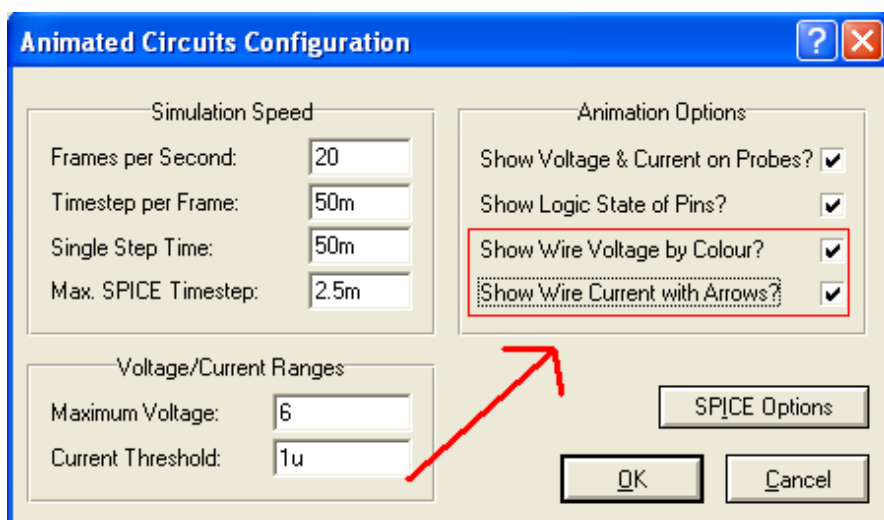 Animated Circuits Configuration
Simulation Speed
Frames per Second: 20
Timestep per Frame: 50m
Single Step Time: 50m
Max. SPICE Timestep: 2.5m
Animation Options
Show Voltage & Current on Probes?
Show Logic State of Pins?
Show Wire Voltage by Colour?
Show Wire Current with Arrows?
Voltage/Current Ranges
Maximum Voltage: 6
Current Threshold: 1u
SPICE Options
OK
Cancel